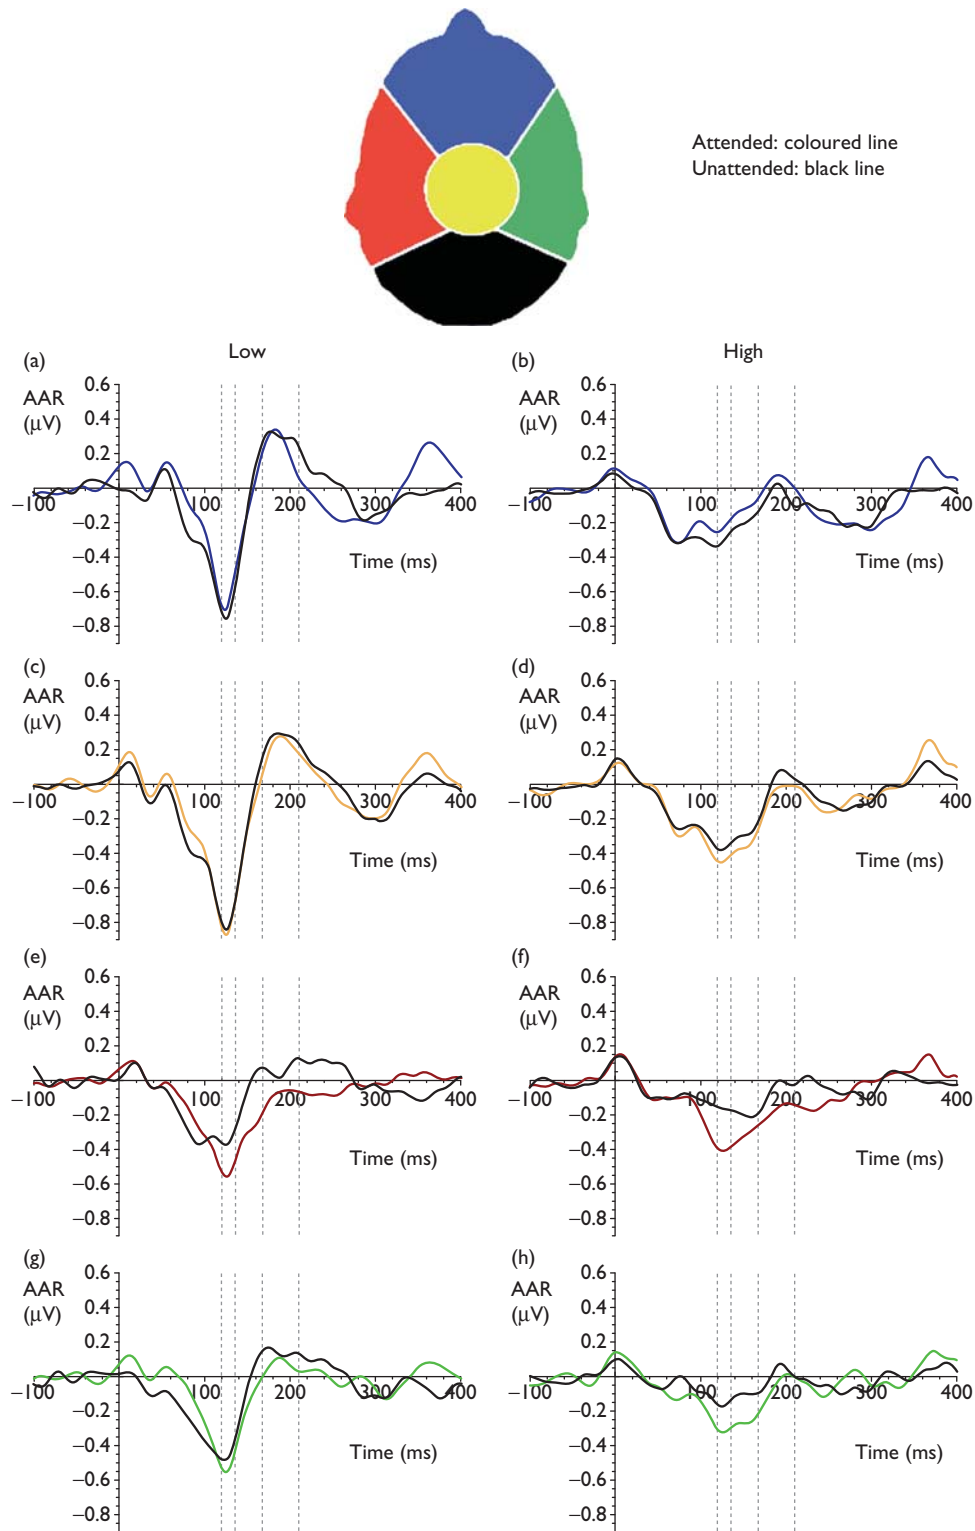 Attended: coloured line
Unattended: black line
(a) Low
AAR
(μV)
0.6
0.4
0.2
−0.2
−0.4
−0.6
−0.8
−100 100 200 300 400
Time (ms)
(b) High
AAR
(μV)
0.6
0.4
0.2
−0.2
−0.4
−0.6
−0.8
−100 100 200 300 400
Time (ms)
(c)
AAR
(μV)
0.6
0.4
0.2
−0.2
−0.4
−0.6
−0.8
−100 100 200 300 400
Time (ms)
(d)
AAR
(μV)
0.6
0.4
0.2
−0.2
−0.4
−0.6
−0.8
−100 100 200 300 400
Time (ms)
(e)
AAR
(μV)
0.6
0.4
0.2
−0.2
−0.4
−0.6
−0.8
−100 100 200 300 400
Time (ms)
(f)
AAR
(μV)
0.6
0.4
0.2
−0.2
−0.4
−0.6
−0.8
−100 100 200 300 400
Time (ms)
(g)
AAR
(μV)
0.6
0.4
0.2
−0.2
−0.4
−0.6
−0.8
−100 100 200 300 400
Time (ms)
(h)
AAR
(μV)
0.6
0.4
0.2
−0.2
−0.4
−0.6
−0.8
−100 100 200 300 400
Time (ms)